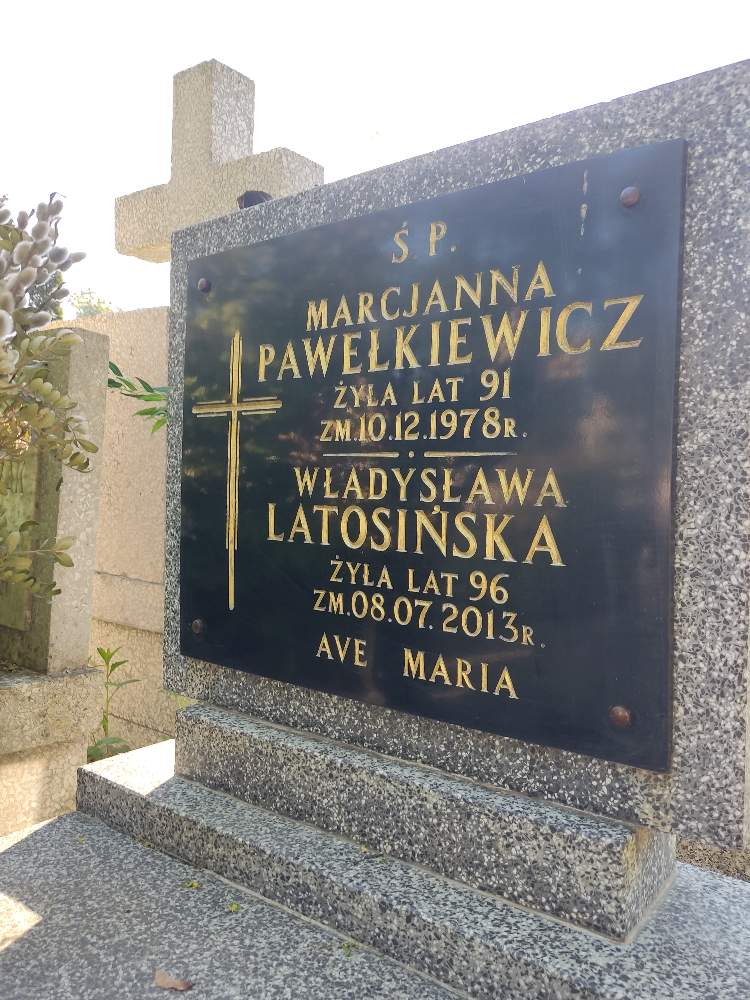 Ś. P.
MARCJANNA
PAWEŁKIEWICZ
ŻYŁA LAT 91
ZM.10.12.1978R.
WŁADYSŁAWA
LATOSIŃSKA
ŻYŁA LAT 96
ZM.08.07.2013R.
AVE MARIA